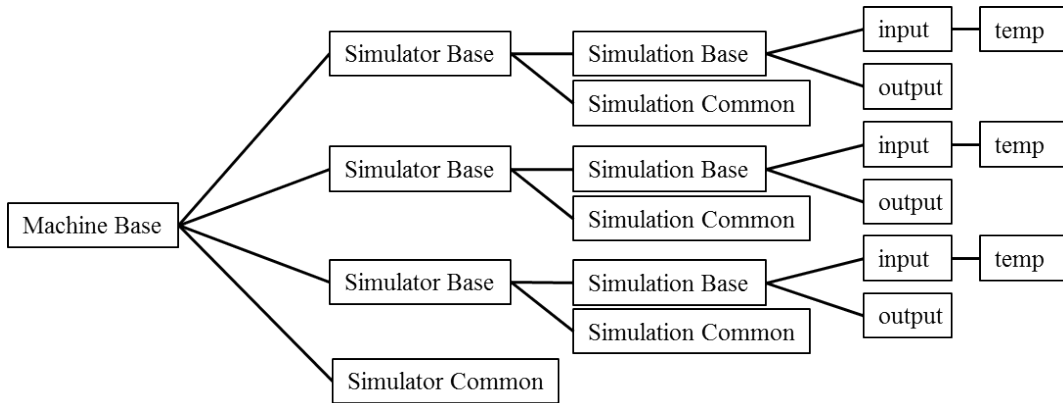 Machine Base
Simulator Base
Simulation Base
input
temp
output
Simulation Common
Simulator Base
Simulation Base
input
temp
output
Simulation Common
Simulator Base
Simulation Base
input
temp
output
Simulation Common
Simulator Common